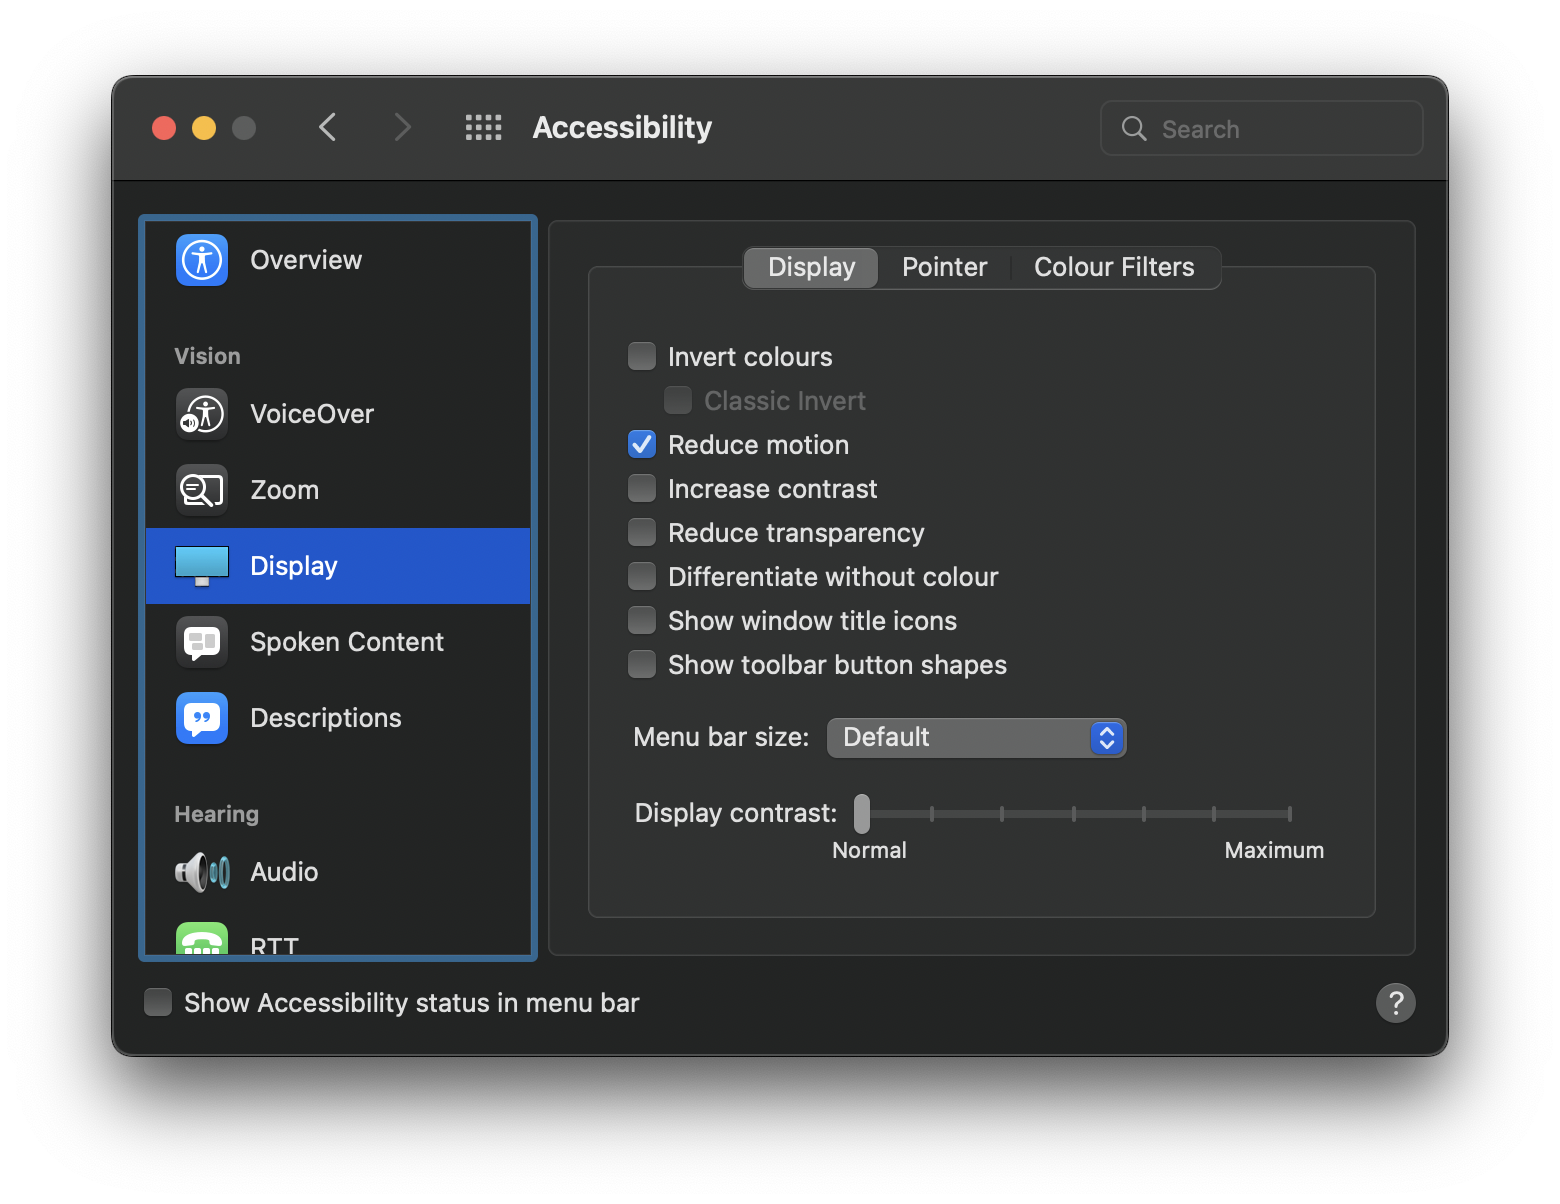 Accessibility
Search
Overview
Vision
VoiceOver
Zoom
Display
Spoken Content
Descriptions
Hearing
Audio
RTT
Display Pointer Colour Filters
Invert colours
Classic Invert
Reduce motion
Increase contrast
Reduce transparency
Differentiate without colour
Show window title icons
Show toolbar button shapes
Menu bar size: Default
Display contrast:
Normal Maximum
Show Accessibility status in menu bar
?